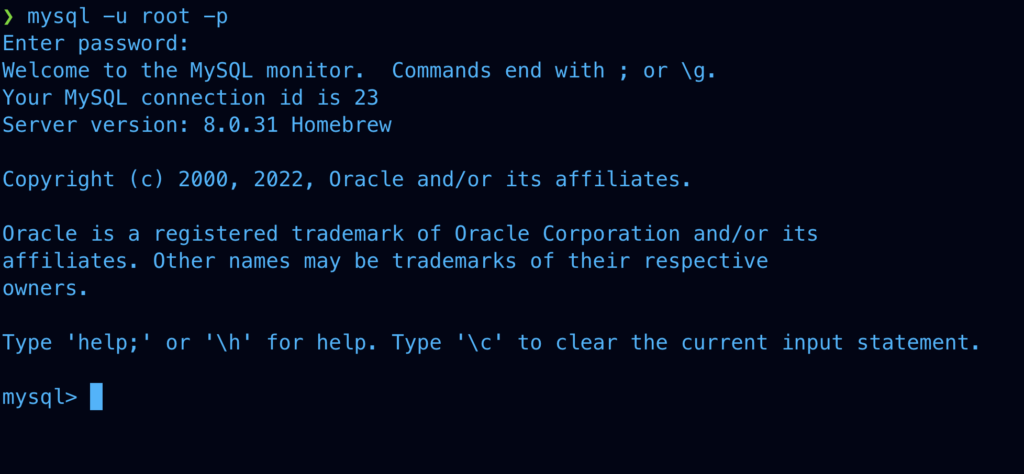 ❯ mysql -u root -p
Enter password:
Welcome to the MySQL monitor.  Commands end with ; or \g.
Your MySQL connection id is 23
Server version: 8.0.31 Homebrew

Copyright (c) 2000, 2022, Oracle and/or its affiliates.

Oracle is a registered trademark of Oracle Corporation and/or its
affiliates. Other names may be trademarks of their respective
owners.

Type 'help;' or '\h' for help. Type '\c' to clear the current input statement.

mysql>